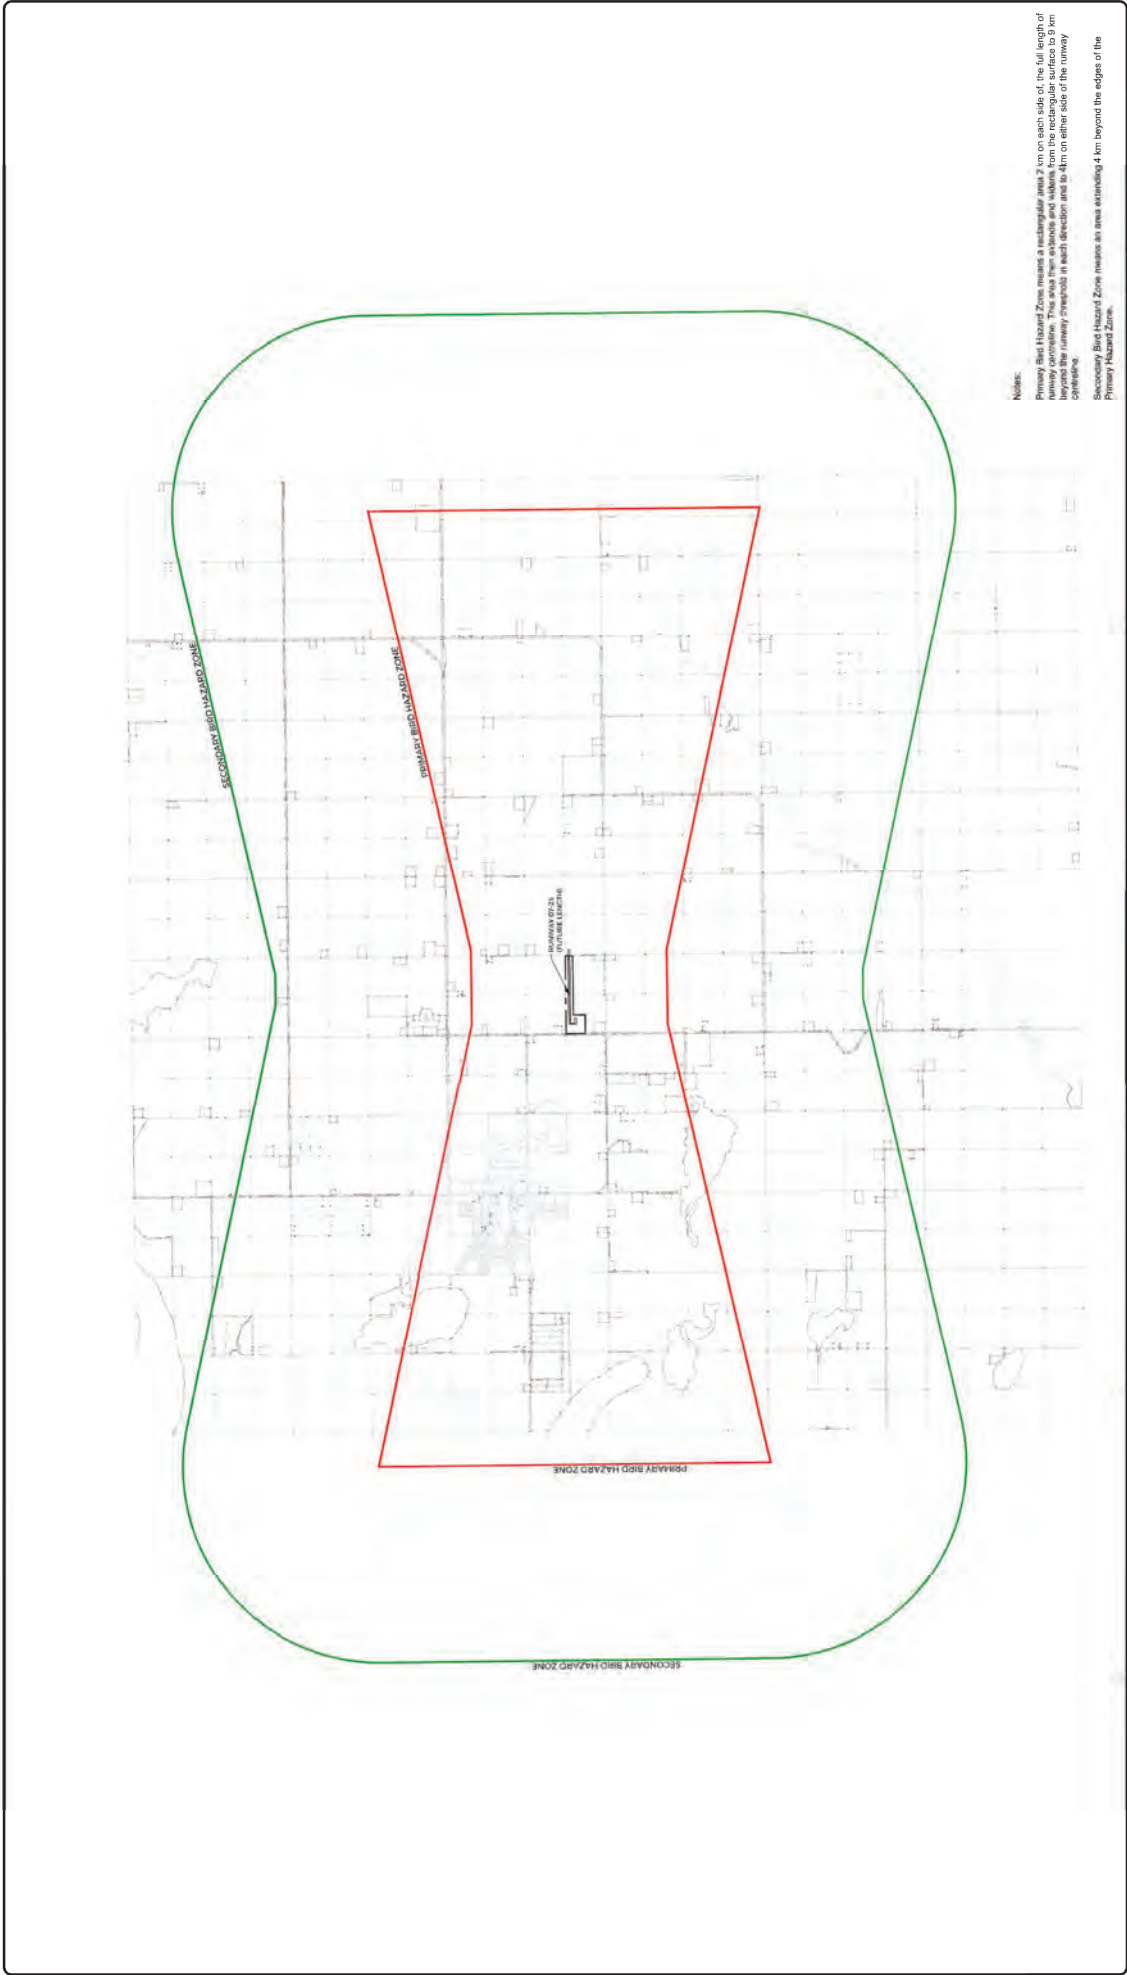 SECONDARY BIRD HAZARD ZONE
PRIMARY BIRD HAZARD ZONE
RUNWAY 07-25
(FUTURE LENGTH)
PRIMARY BIRD HAZARD ZONE
SECONDARY BIRD HAZARD ZONE
Notes:
Primary Bird Hazard Zone means a rectangular area 2 km on each side of, the full length of
runway centreline. This area then extends and widens from the rectangular surface to 9 km
beyond the runway threshold in each direction and to 4km on either side of the runway
centreline.
Secondary Bird Hazard Zone means an area extending 4 km beyond the edges of the
Primary Hazard Zone.